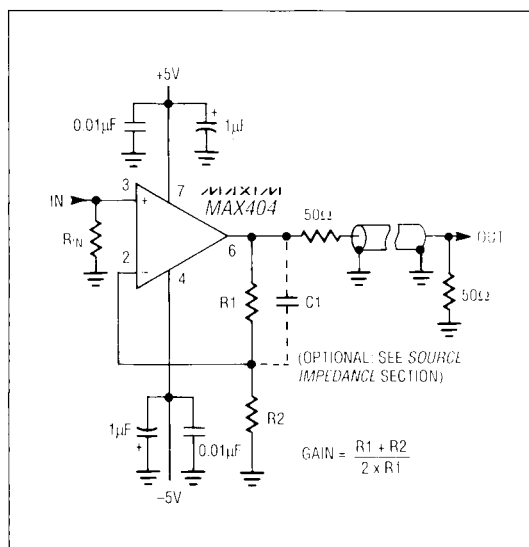 +5V
0.01µF
+
1µF
MAXIM
MAX404
3
7
IN
+
50Ω
RIN
2
6
OUT
−
4
R1
C1
50Ω
(OPTIONAL: SEE SOURCE
IMPEDANCE SECTION)
1µF
0.01µF
R2
+
GAIN = R1 + R2
2 x R1
−5V